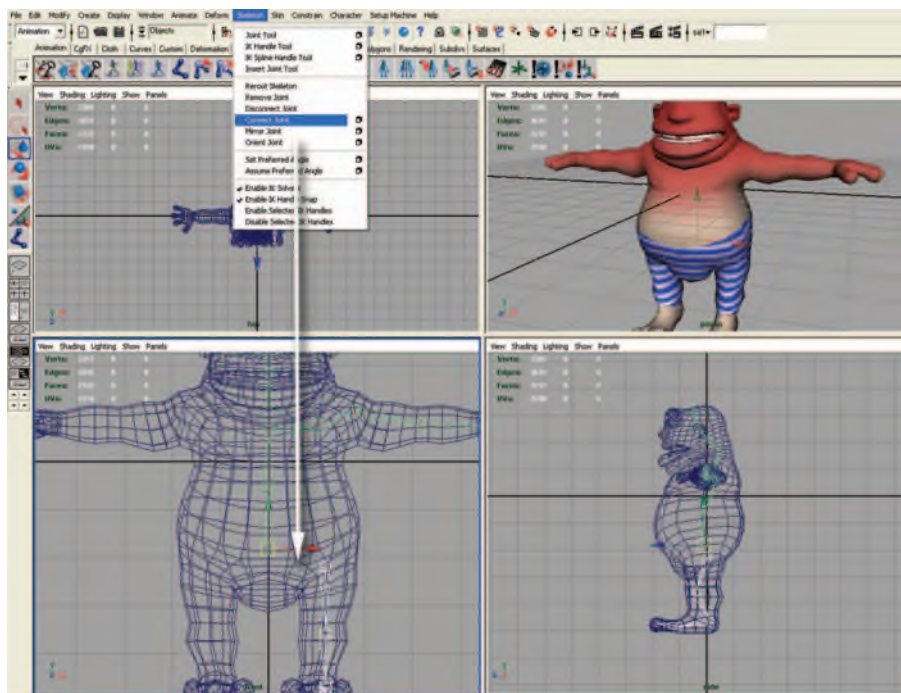 File Edit Modify Create Display Window Animate Deform Skeleton Skin Constrain Character Setup Machine Help
Animation Objects sel*
Animation CgFX Cloth Curves Custom Deformation Polygons Rendering Subdivs Surfaces
Joint Tool
IK Handle Tool
IK Spline Handle Tool
Insert Joint Tool
Reroot Skeleton
Remove Joint
Disconnect Joint
Connect Joint
Mirror Joint
Orient Joint
Set Preferred Angle
Assume Preferred Angle
Enable IK Solvers
Enable IK Handle Snap
Enable Selected IK Handles
Disable Selected IK Handles
View Shading Lighting Show Panels
Verts:
Edges:
Faces:
UVs:
top
View Shading Lighting Show Panels
Verts:
Edges:
Faces:
UVs:
persp
View Shading Lighting Show Panels
Verts:
Edges:
Faces:
UVs:
front
View Shading Lighting Show Panels
Verts:
Edges:
Faces:
UVs:
side